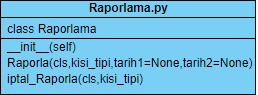 Raporlama.py
class Raporlama
__init__(self)
Raporla(cls,kisi_tipi,tarih1=None,tarih2=None)
iptal_Raporla(cls,kisi_tipi)